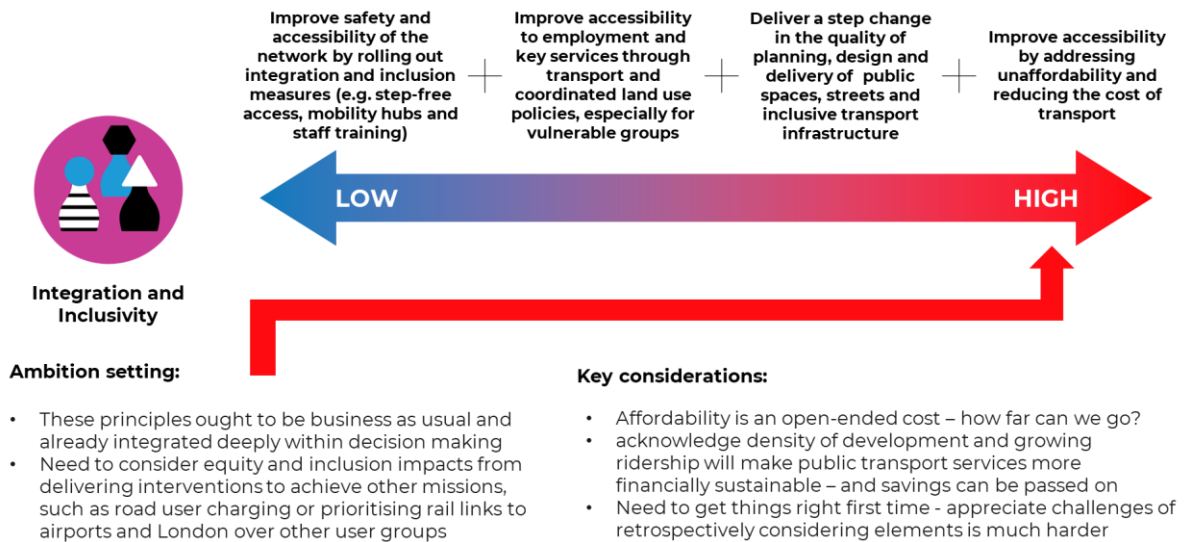 Improve safety and
accessibility of the
network by rolling out
integration and inclusion
measures (e.g. step-free
access, mobility hubs and
staff training)
Improve accessibility
to employment and
key services through
transport and
coordinated land use
policies, especially for
vulnerable groups
Deliver a step change
in the quality of
planning, design and
delivery of public
spaces, streets and
inclusive transport
infrastructure
Improve accessibility
by addressing
unaffordability and
reducing the cost of
transport
LOW
HIGH
Integration and
Inclusivity
Ambition setting:
• These principles ought to be business as usual and
already integrated deeply within decision making
• Need to consider equity and inclusion impacts from
delivering interventions to achieve other missions,
such as road user charging or prioritising rail links to
airports and London over other user groups
Key considerations:
• Affordability is an open-ended cost – how far can we go?
• acknowledge density of development and growing
ridership will make public transport services more
financially sustainable – and savings can be passed on
• Need to get things right first time - appreciate challenges of
retrospectively considering elements is much harder